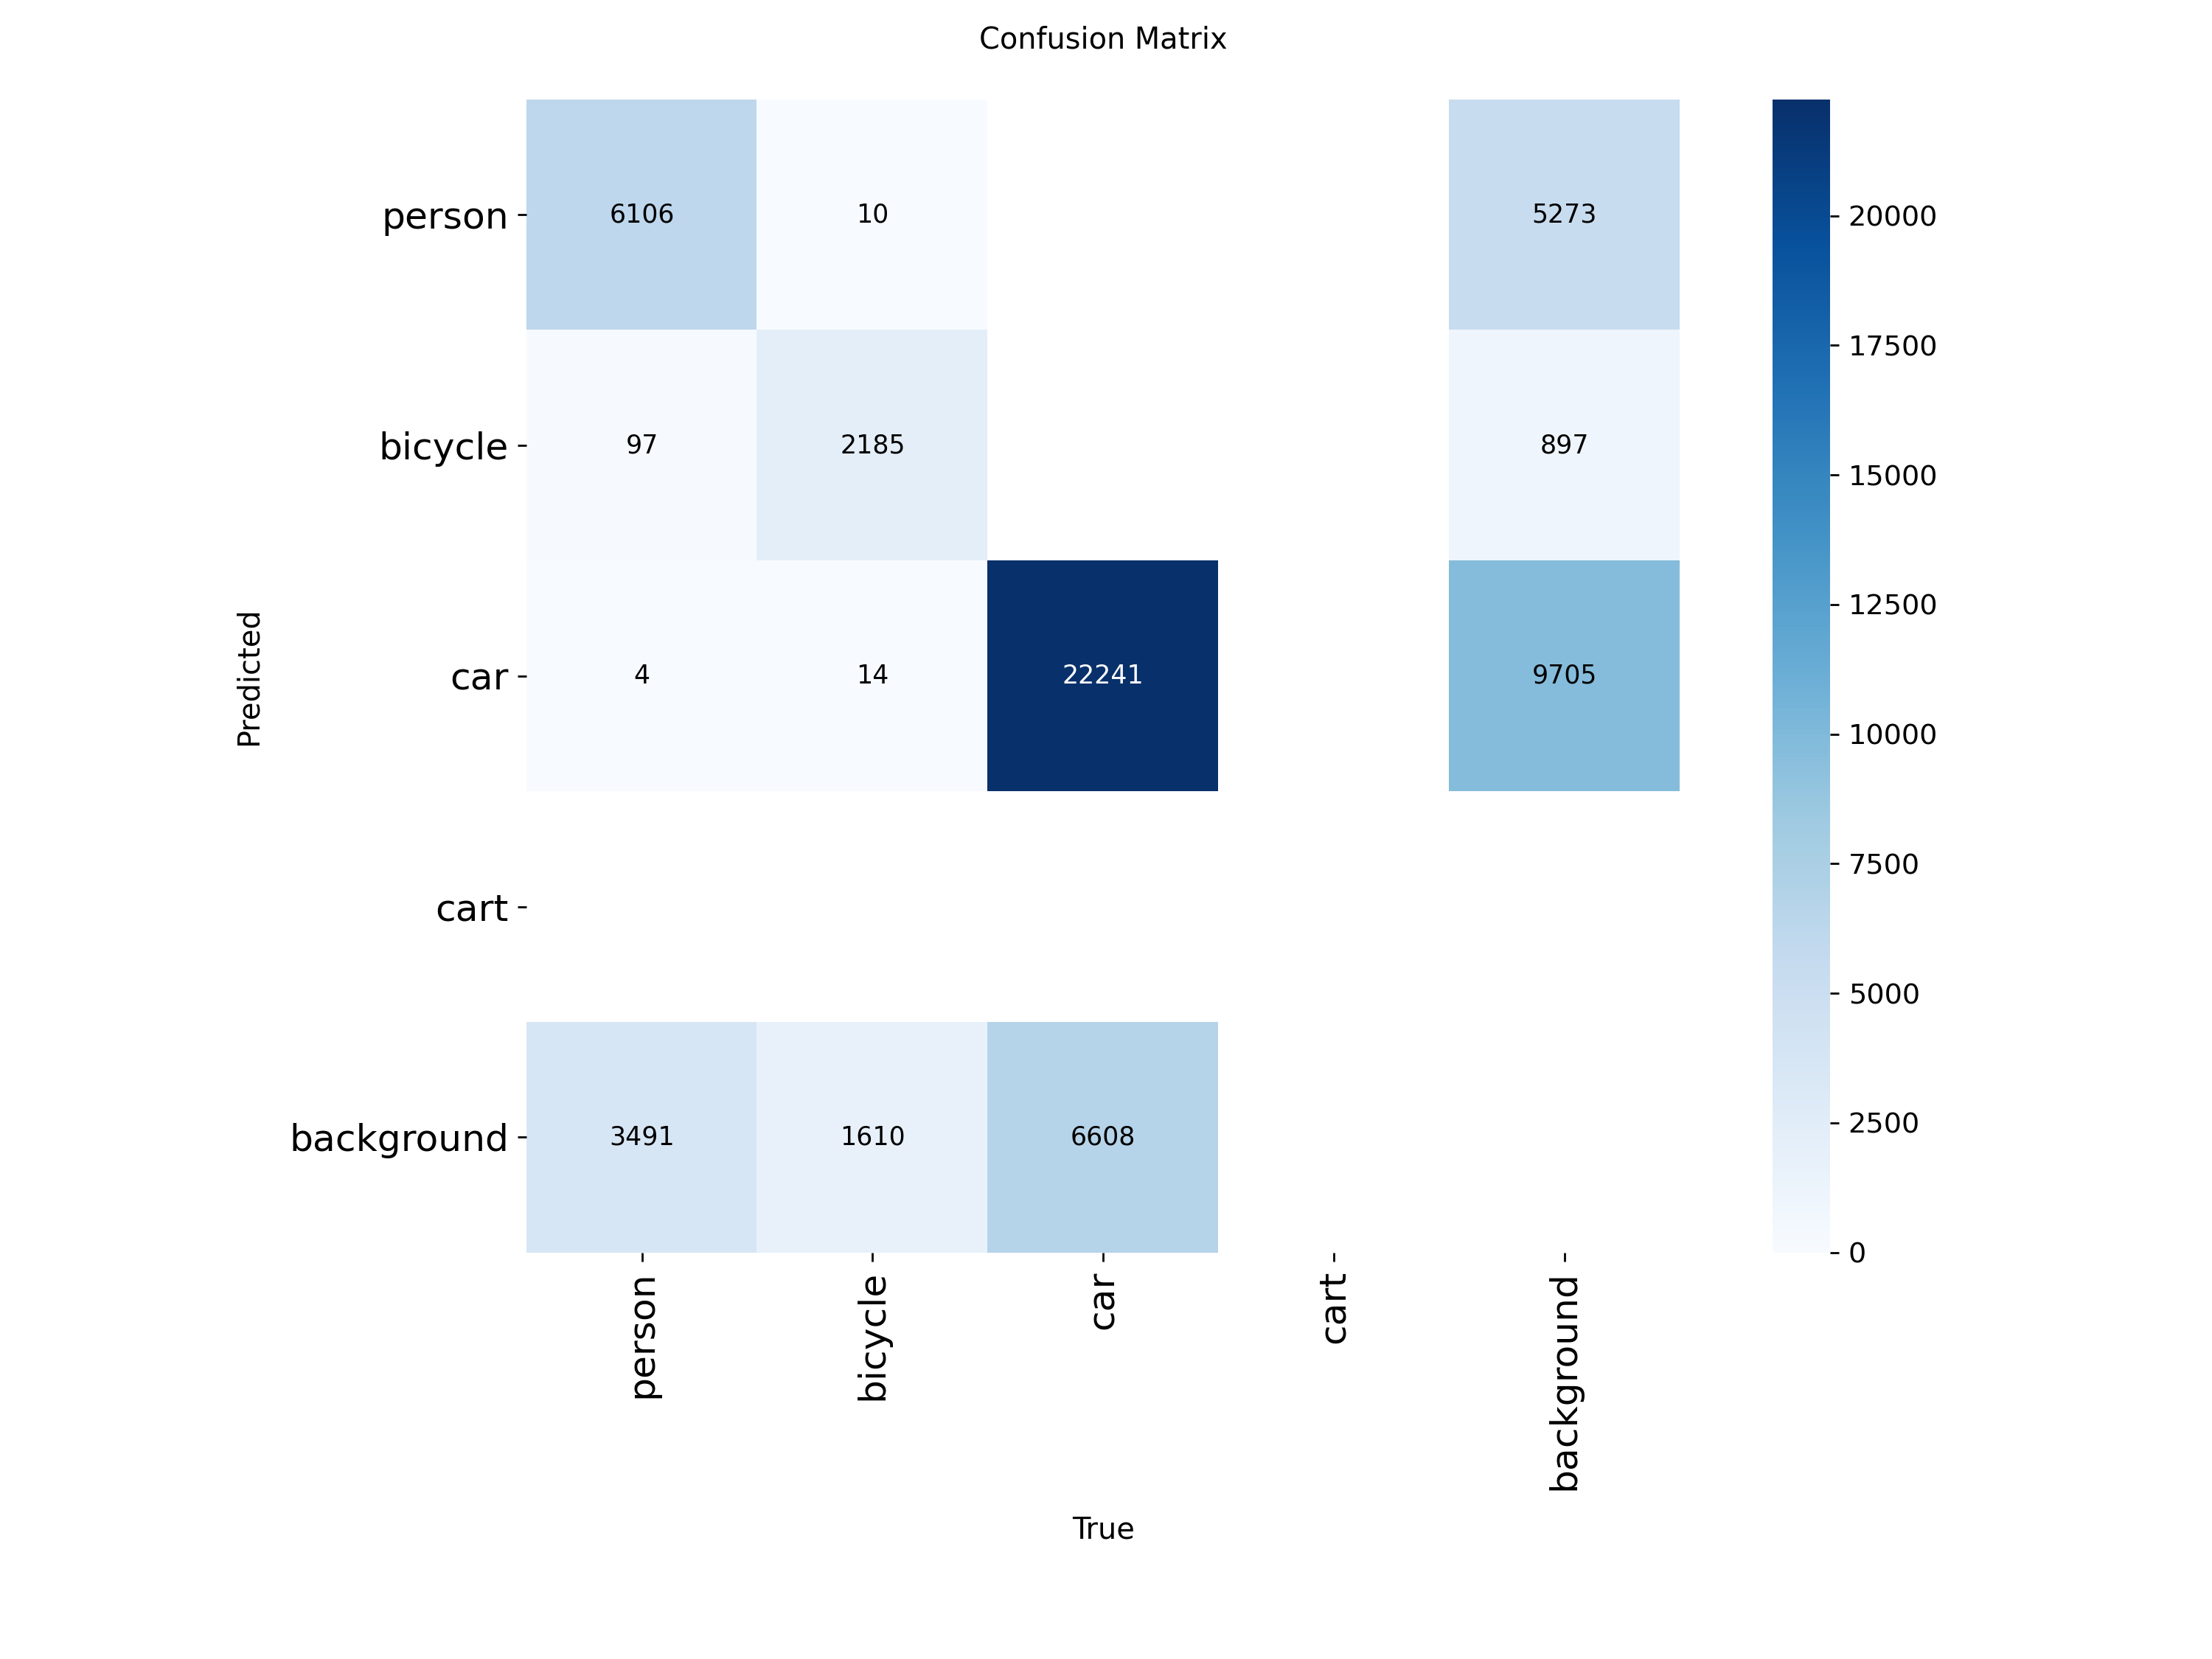 Confusion Matrix
person
6106
10
5273
bicycle
97
2185
897
car
4
14
22241
9705
cart
background
3491
1610
6608
Predicted
person
bicycle
car
cart
background
True
20000
17500
15000
12500
10000
7500
5000
2500
0